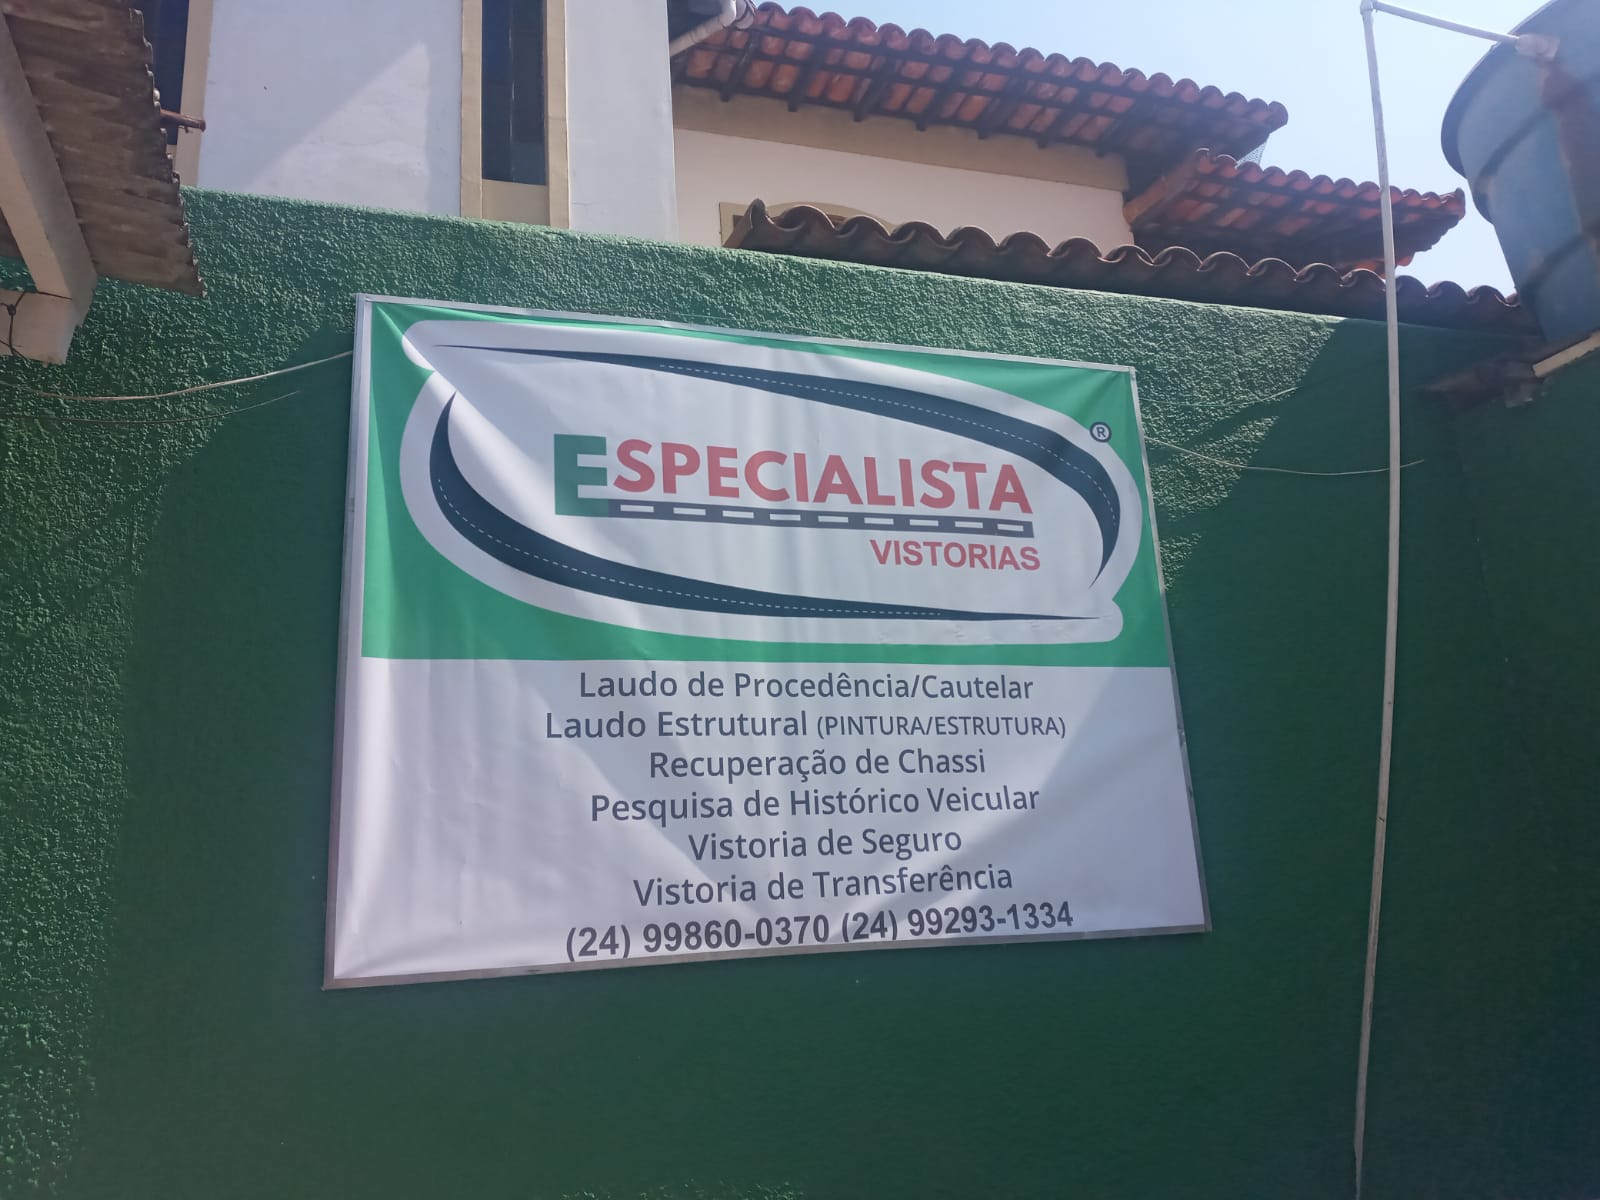 ESPECIALISTA ®
VISTORIAS
Laudo de Procedência/Cautelar
Laudo Estrutural (PINTURA/ESTRUTURA)
Recuperação de Chassi
Pesquisa de Histórico Veicular
Vistoria de Seguro
Vistoria de Transferência
(24) 99860-0370 (24) 99293-1334